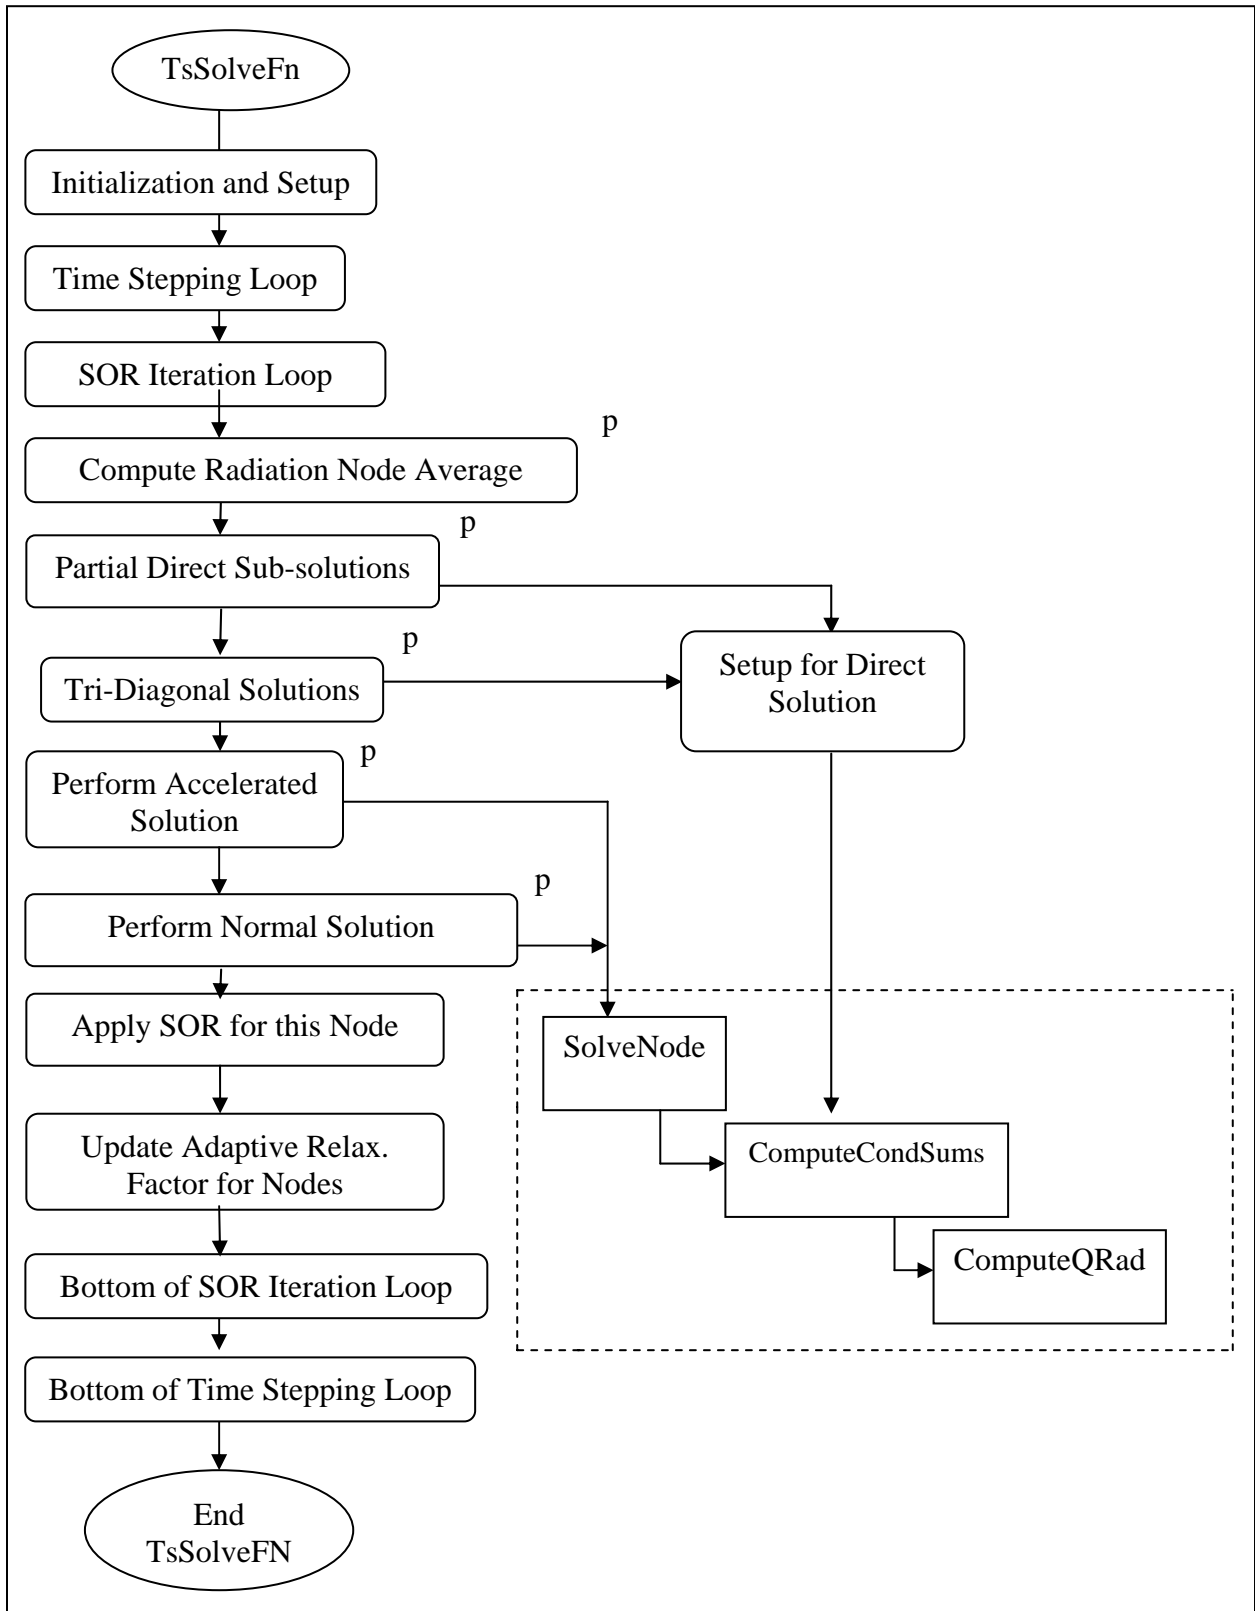 TsSolveFn
Initialization and Setup
Time Stepping Loop
SOR Iteration Loop
p
Compute Radiation Node Average
p
Partial Direct Sub-solutions
p
Tri-Diagonal Solutions
Setup for Direct
Solution
p
Perform Accelerated
Solution
p
Perform Normal Solution
Apply SOR for this Node
SolveNode
Update Adaptive Relax.
Factor for Nodes
ComputeCondSums
ComputeQRad
Bottom of SOR Iteration Loop
Bottom of Time Stepping Loop
End
TsSolveFN